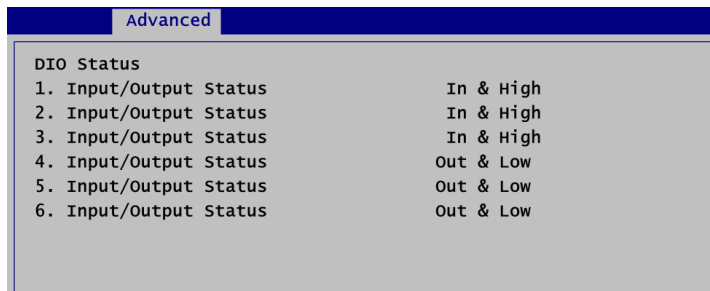 Advanced
DIO Status
1. Input/Output Status In & High
2. Input/Output Status In & High
3. Input/Output Status In & High
4. Input/Output Status Out & Low
5. Input/Output Status Out & Low
6. Input/Output Status Out & Low